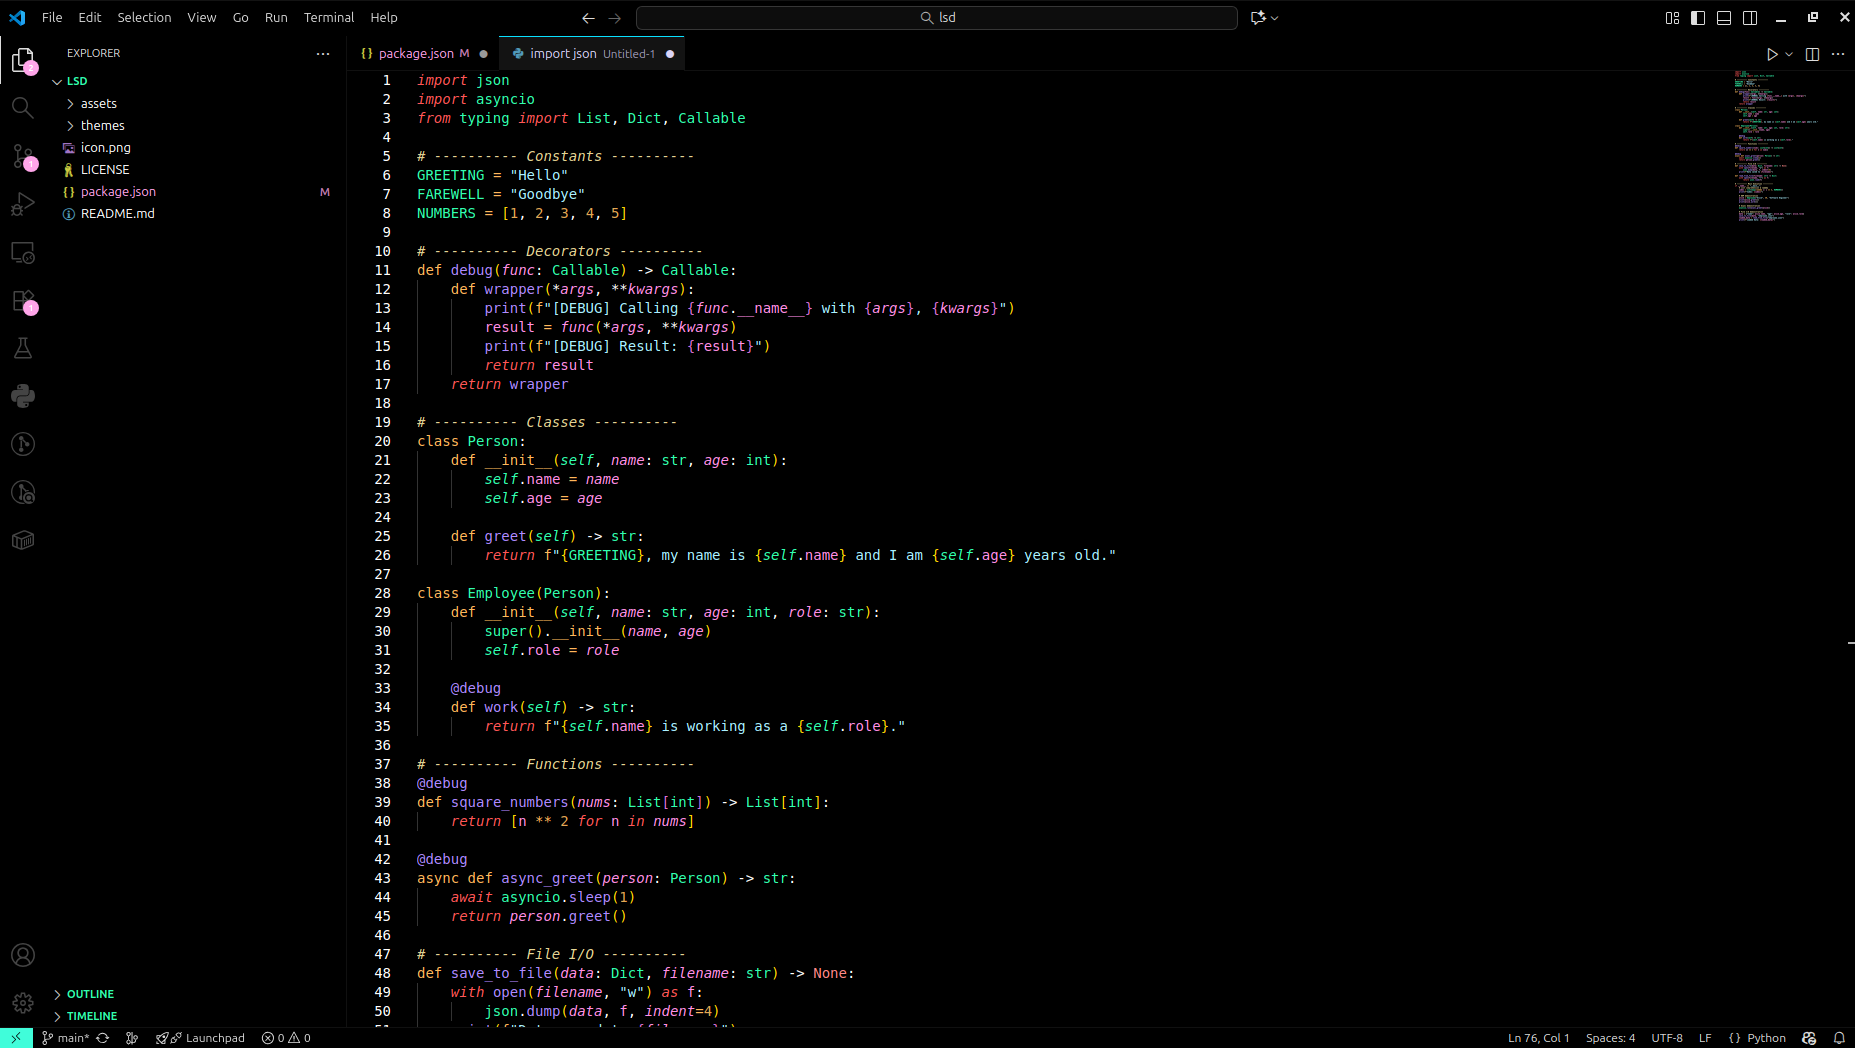 File Edit Selection View Go Run Terminal Help
lsd
EXPLORER
LSD
assets
themes
icon.png
LICENSE
package.json M
README.md
2
1
1
OUTLINE
TIMELINE
package.json M
import json Untitled-1
1 import json
2 import asyncio
3 from typing import List, Dict, Callable
4
5 # ---------- Constants ----------
6 GREETING = "Hello"
7 FAREWELL = "Goodbye"
8 NUMBERS = [1, 2, 3, 4, 5]
9
10 # ---------- Decorators ----------
11 def debug(func: Callable) -> Callable:
12     def wrapper(*args, **kwargs):
13         print(f"[DEBUG] Calling {func.__name__} with {args}, {kwargs}")
14         result = func(*args, **kwargs)
15         print(f"[DEBUG] Result: {result}")
16         return result
17     return wrapper
18
19 # ---------- Classes ----------
20 class Person:
21     def __init__(self, name: str, age: int):
22         self.name = name
23         self.age = age
24
25     def greet(self) -> str:
26         return f"{GREETING}, my name is {self.name} and I am {self.age} years old."
27
28 class Employee(Person):
29     def __init__(self, name: str, age: int, role: str):
30         super().__init__(name, age)
31         self.role = role
32
33     @debug
34     def work(self) -> str:
35         return f"{self.name} is working as a {self.role}."
36
37 # ---------- Functions ----------
38 @debug
39 def square_numbers(nums: List[int]) -> List[int]:
40     return [n ** 2 for n in nums]
41
42 @debug
43 async def async_greet(person: Person) -> str:
44     await asyncio.sleep(1)
45     return person.greet()
46
47 # ---------- File I/O ----------
48 def save_to_file(data: Dict, filename: str) -> None:
49     with open(filename, "w") as f:
50         json.dump(data, f, indent=4)
main* Launchpad 0 0 Ln 76, Col 1 Spaces: 4 UTF-8 LF {} Python